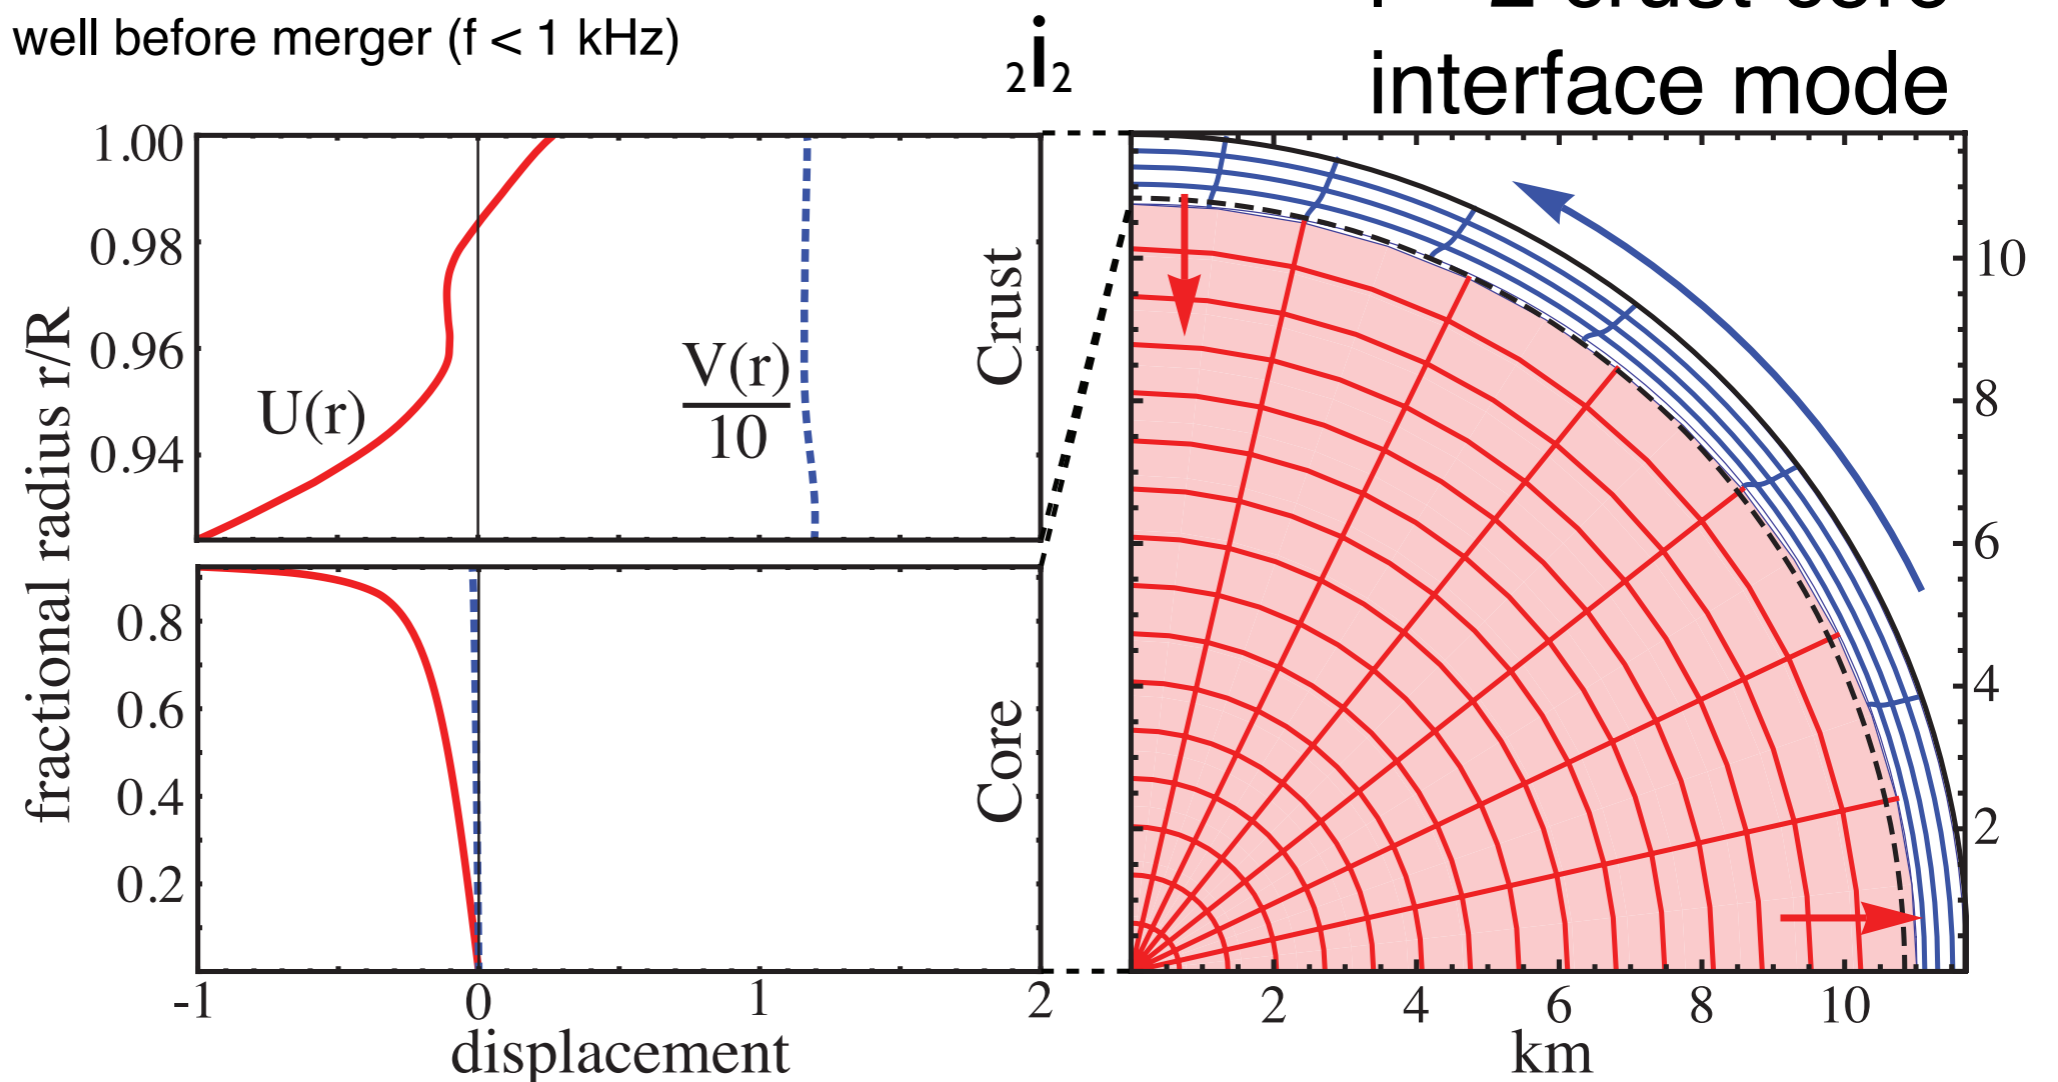 well before merger (f < 1 kHz)
₂i₂
crust-core
interface mode
fractional radius r/R
1.00
0.98
0.96
0.94
U(r)
V(r)
10
Crust
0.8
0.6
0.4
0.2
Core
-1 0 1 2
displacement
10
8
6
4
2
2 4 6 8 10
km